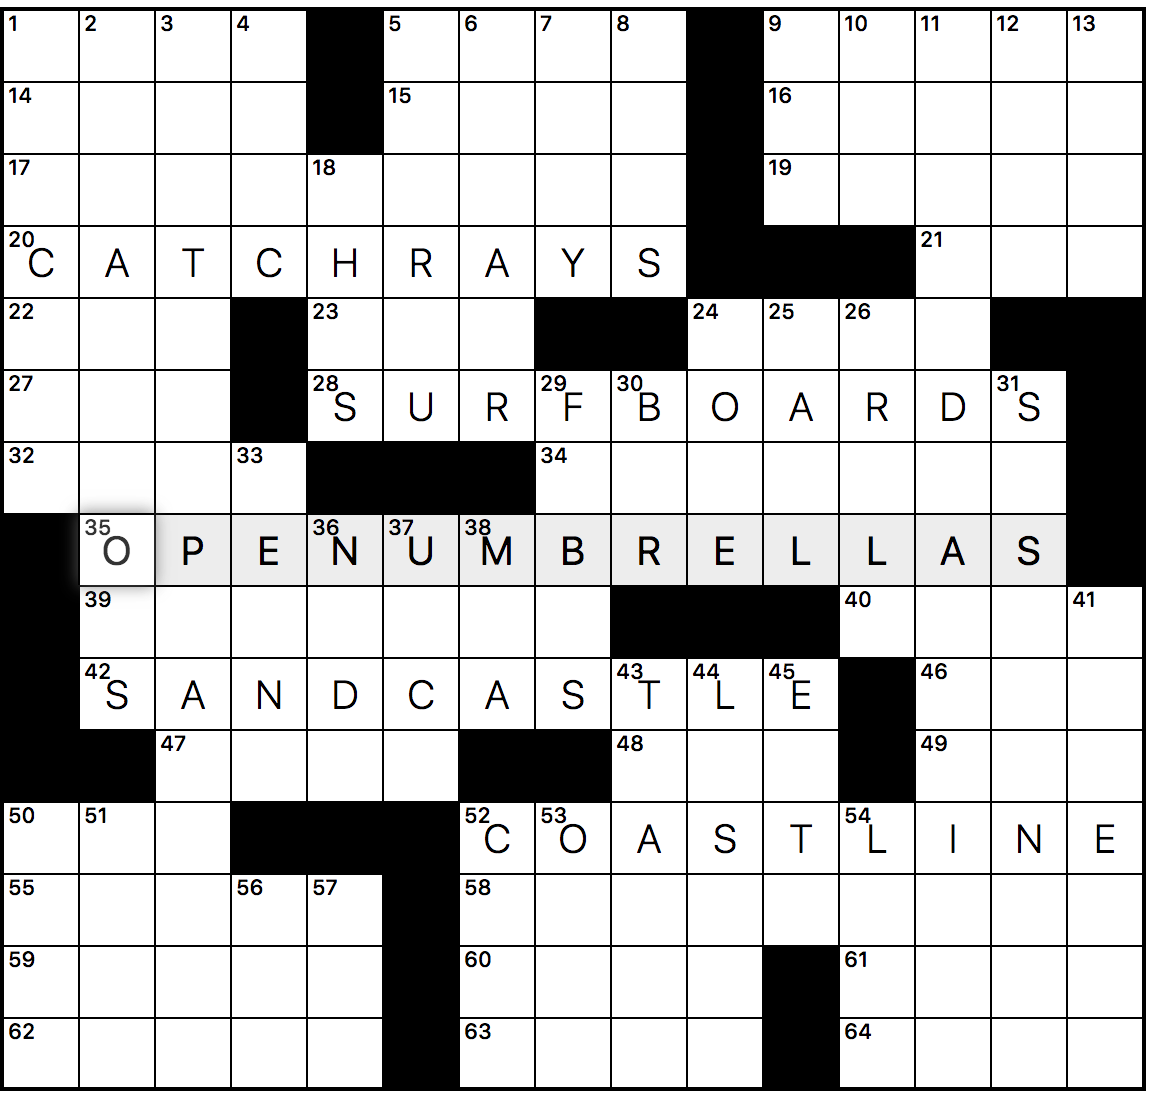 1 2 3 4 5 6 7 8 9 10 11 12 13
14 15 16
17 18 19
20 C A T C H R A Y S 21
22 23 24 25 26
27 28 S U R 29 F 30 B O A R D 31 S
32 33 34
35 O P E 36 N 37 U 38 M B R E L L A S
39 40 41
42 S A N D C A S 43 T 44 L 45 E 46
47 48 49
50 51 52 C 53 O A S T 54 L I N E
55 56 57 58
59 60 61
62 63 64